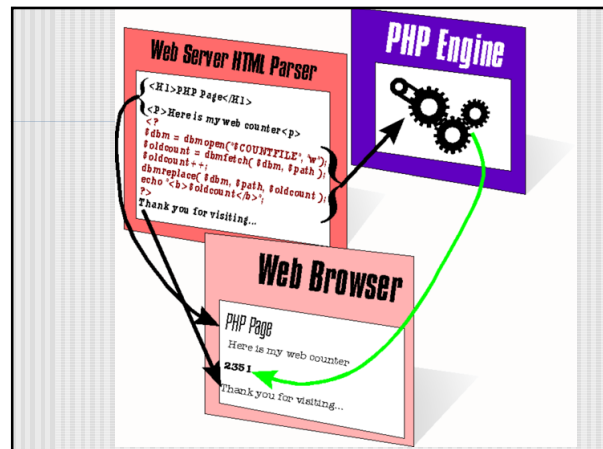 Web Server HTML Parser
<H1>PHP Page</H1>
<P>Here is my web counter<p>
<?
$dbm = dbmopen("$COUNTFILE", "w");
$oldcount = dbmfetch( $dbm, $path );
$oldcount++;
dbmreplace( $dbm, $path, $oldcount );
echo "<b>$oldcount</b>";
?>
Thank you for visiting...
PHP Engine
Web Browser
PHP Page
Here is my web counter
2351
Thank you for visiting...